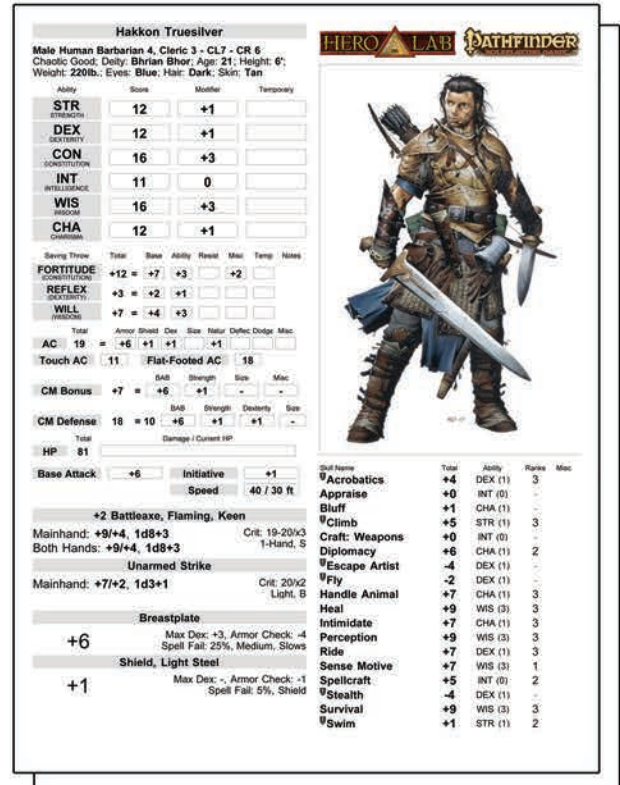 Hakkon Truesilver
Male Human Barbarian 4, Cleric 3 - CL7 - CR 6
Chaotic Good; Deity: Bhrian Bhor; Age: 21; Height: 6';
Weight: 220lb.; Eyes: Blue; Hair: Dark; Skin: Tan
Ability Score Modifier Temporary
STR STRENGTH 12 +1
DEX DEXTERITY 12 +1
CON CONSTITUTION 16 +3
INT INTELLIGENCE 11 0
WIS WISDOM 16 +3
CHA CHARISMA 12 +1
Saving Throw Total Base Ability Resist Misc Temp Notes
FORTITUDE (CONSTITUTION) +12 = +7 +3 +2
REFLEX (DEXTERITY) +3 = +2 +1
WILL (WISDOM) +7 = +4 +3
Total Armor Shield Dex Size Natur Deflec Dodge Misc
AC 19 = +6 +1 +1 +1
Touch AC 11 Flat-Footed AC 18
BAB Strength Size Misc
CM Bonus +7 = +6 +1 - -
BAB Strength Dexterity Size
CM Defense 18 = 10 +6 +1 +1 -
Total Damage / Current HP
HP 81
Base Attack +6 Initiative +1
Speed 40 / 30 ft
+2 Battleaxe, Flaming, Keen
Mainhand: +9/+4, 1d8+3 Crit: 19-20/x3
Both Hands: +9/+4, 1d8+3 1-Hand, S
Unarmed Strike
Mainhand: +7/+2, 1d3+1 Crit: 20/x2
Light, B
Breastplate
+6 Max Dex: +3, Armor Check: -4
Spell Fail: 25%, Medium, Slows
Shield, Light Steel
+1 Max Dex: -, Armor Check: -1
Spell Fail: 5%, Shield
HERO LAB PATHFINDER
ROLEPLAYING GAME
Skill Name Total Ability Ranks Misc
Acrobatics +4 DEX (1) 3
Appraise +0 INT (0) -
Bluff +1 CHA (1) -
Climb +5 STR (1) 3
Craft: Weapons +0 INT (0) -
Diplomacy +6 CHA (1) 2
Escape Artist -4 DEX (1) -
Fly -2 DEX (1) -
Handle Animal +7 CHA (1) 3
Heal +9 WIS (3) 3
Intimidate +7 CHA (1) 3
Perception +9 WIS (3) 3
Ride +7 DEX (1) 3
Sense Motive +7 WIS (3) 1
Spellcraft +5 INT (0) 2
Stealth -4 DEX (1) -
Survival +9 WIS (3) 3
Swim +1 STR (1) 2